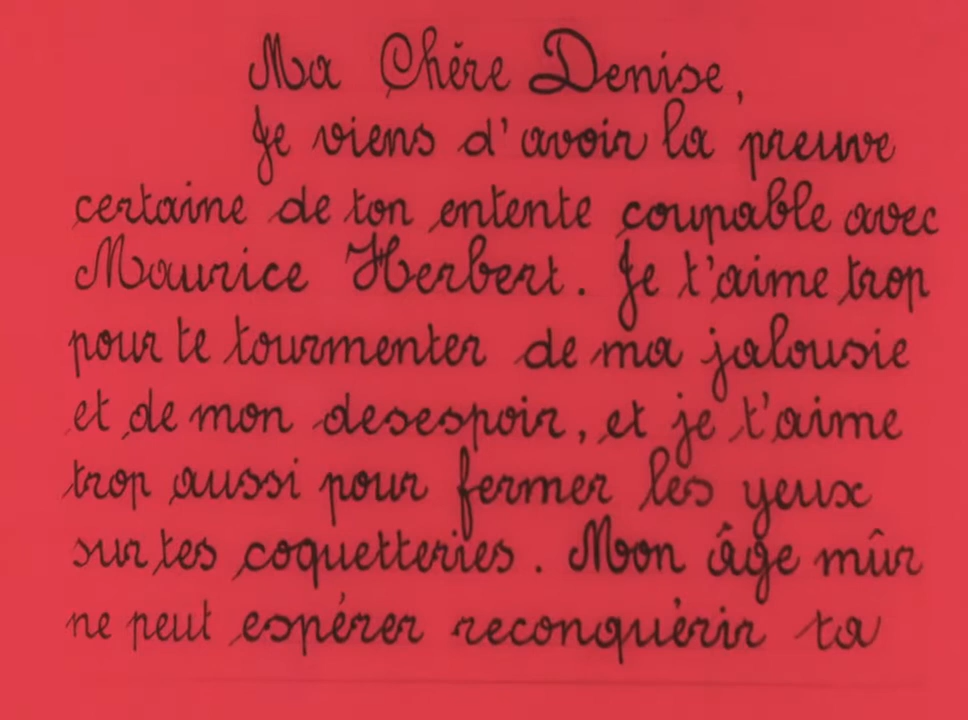 Ma Chère Denise,
Je viens d'avoir la preuve
certaine de ton entente coupable avec
Maurice Herbert. Je t'aime trop
pour te tourmenter de ma jalousie
et de mon desespoir, et je t'aime
trop aussi pour fermer les yeux
sur tes coquetteries. Mon âge mûr
ne peut espérer reconquérir ta